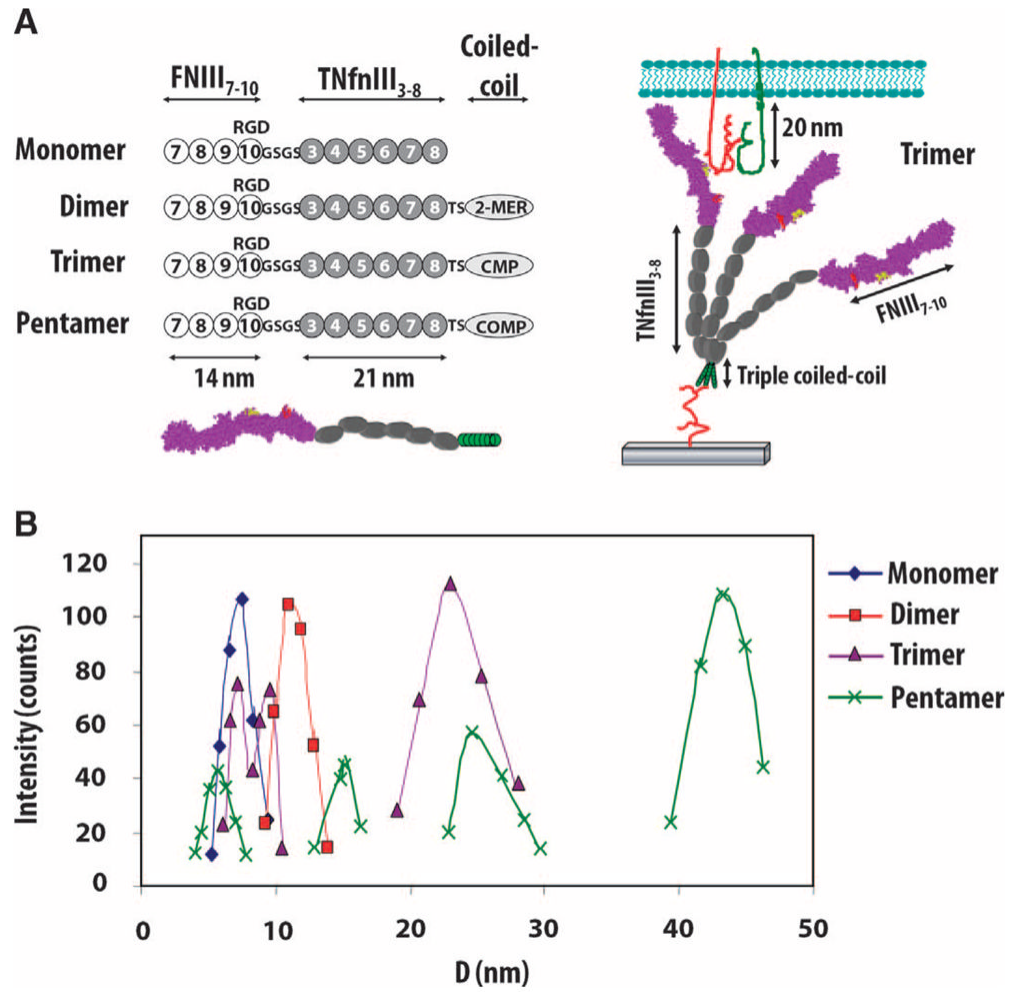 A
FNIII7-10
TNfnIII3-8
Coiled-
coil
RGD
Monomer 7 8 9 10 GSGS 3 4 5 6 7 8
RGD
Dimer 7 8 9 10 GSGS 3 4 5 6 7 8 TS 2-MER
RGD
Trimer 7 8 9 10 GSGS 3 4 5 6 7 8 TS CMP
RGD
Pentamer 7 8 9 10 GSGS 3 4 5 6 7 8 TS COMP
14 nm
21 nm
20 nm
Trimer
TNfnIII3-8
FNIII7-10
Triple coiled-coil
B
Intensity (counts)
120
100
80
60
40
20
0
0 10 20 30 40 50
D (nm)
Monomer
Dimer
Trimer
Pentamer